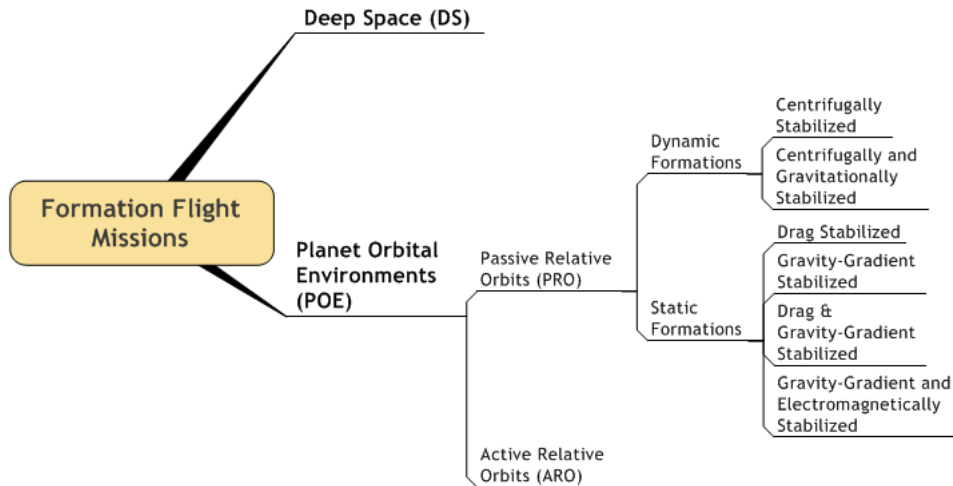 Deep Space (DS)
Formation Flight
Missions
Planet Orbital
Environments
(POE)
Passive Relative
Orbits (PRO)
Dynamic
Formations
Centrifugally
Stabilized
Centrifugally and
Gravitationally
Stabilized
Static
Formations
Drag Stabilized
Gravity-Gradient
Stabilized
Drag &
Gravity-Gradient
Stabilized
Gravity-Gradient and
Electromagnetically
Stabilized
Active Relative
Orbits (ARO)